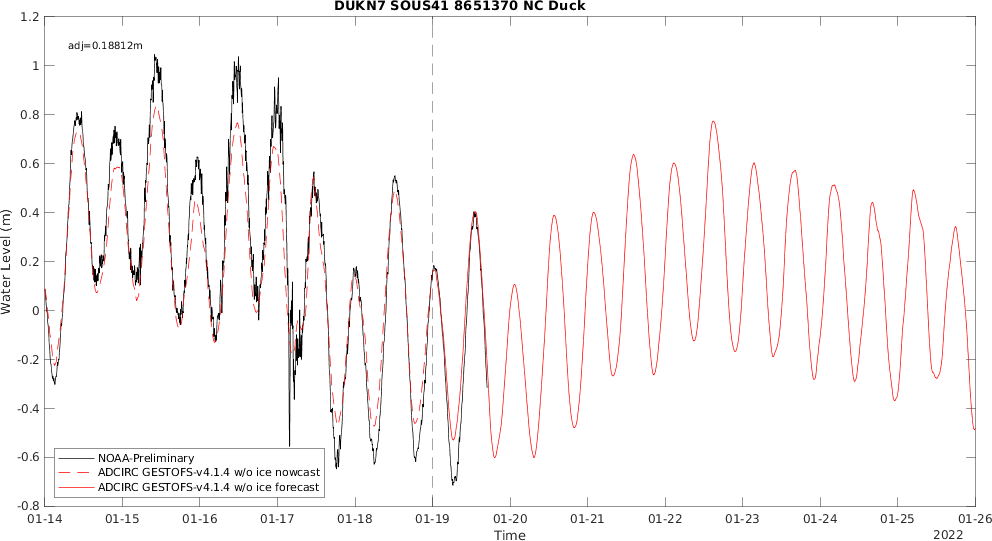 DUKN7 SOUS41 8651370 NC Duck
adj=0.18812m
1.2
1
0.8
0.6
0.4
0.2
0
-0.2
-0.4
-0.6
-0.8
Water Level (m)
NOAA-Preliminary
ADCIRC GESTOFS-v4.1.4 w/o ice nowcast
ADCIRC GESTOFS-v4.1.4 w/o ice forecast
01-14 01-15 01-16 01-17 01-18 01-19 01-20 01-21 01-22 01-23 01-24 01-25 01-26
Time
2022